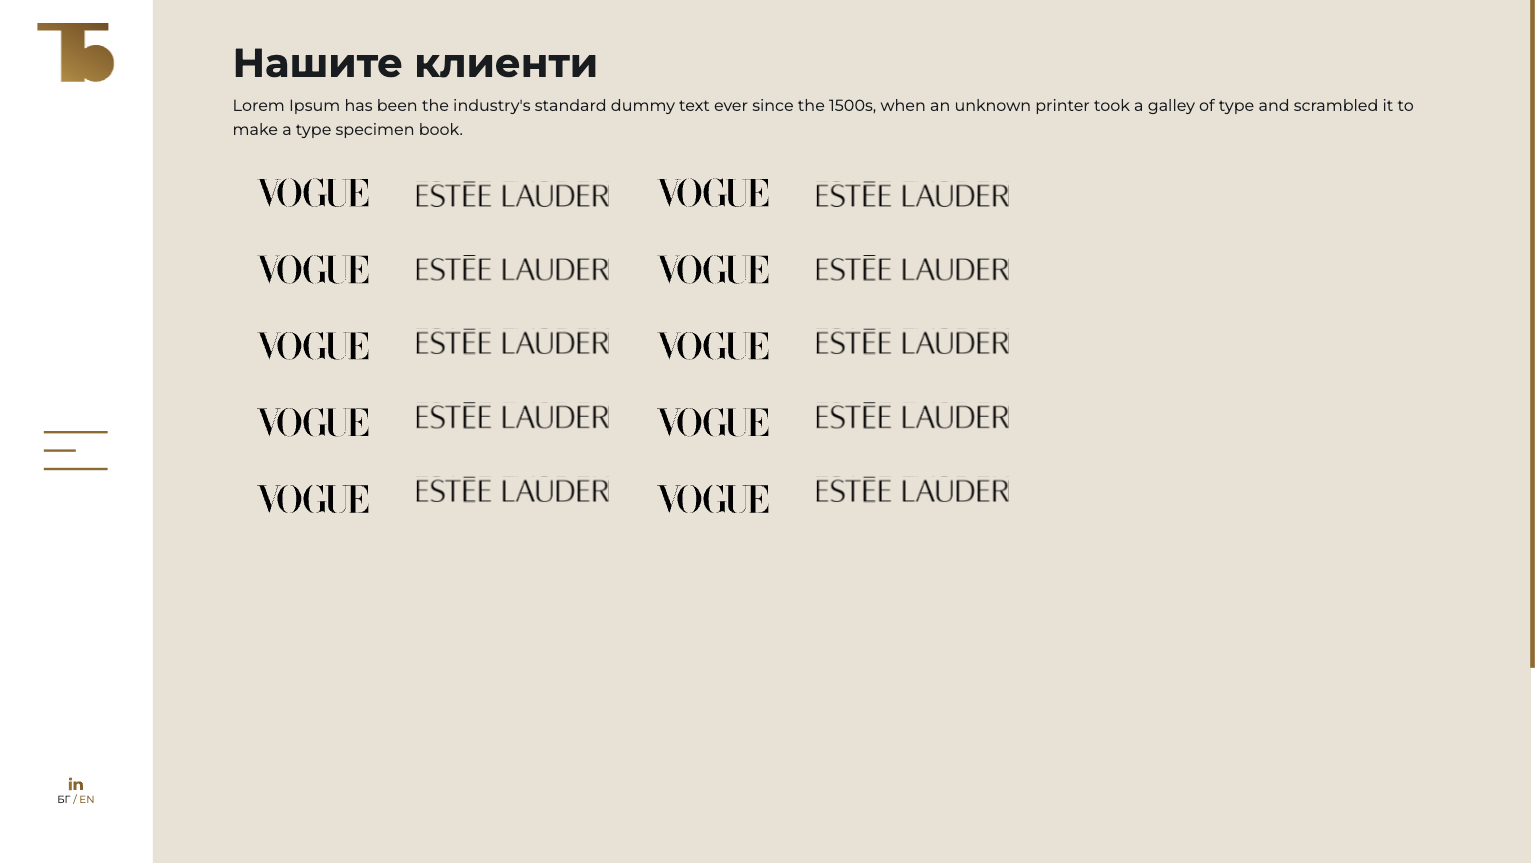 ТБ
Нашите клиенти
Lorem Ipsum has been the industry's standard dummy text ever since the 1500s, when an unknown printer took a galley of type and scrambled it to
make a type specimen book.
VOGUE ESTĒE LAUDER VOGUE ESTĒE LAUDER
VOGUE ESTĒE LAUDER VOGUE ESTĒE LAUDER
VOGUE ESTĒE LAUDER VOGUE ESTĒE LAUDER
VOGUE ESTĒE LAUDER VOGUE ESTĒE LAUDER
VOGUE ESTĒE LAUDER VOGUE ESTĒE LAUDER
in
БГ / EN